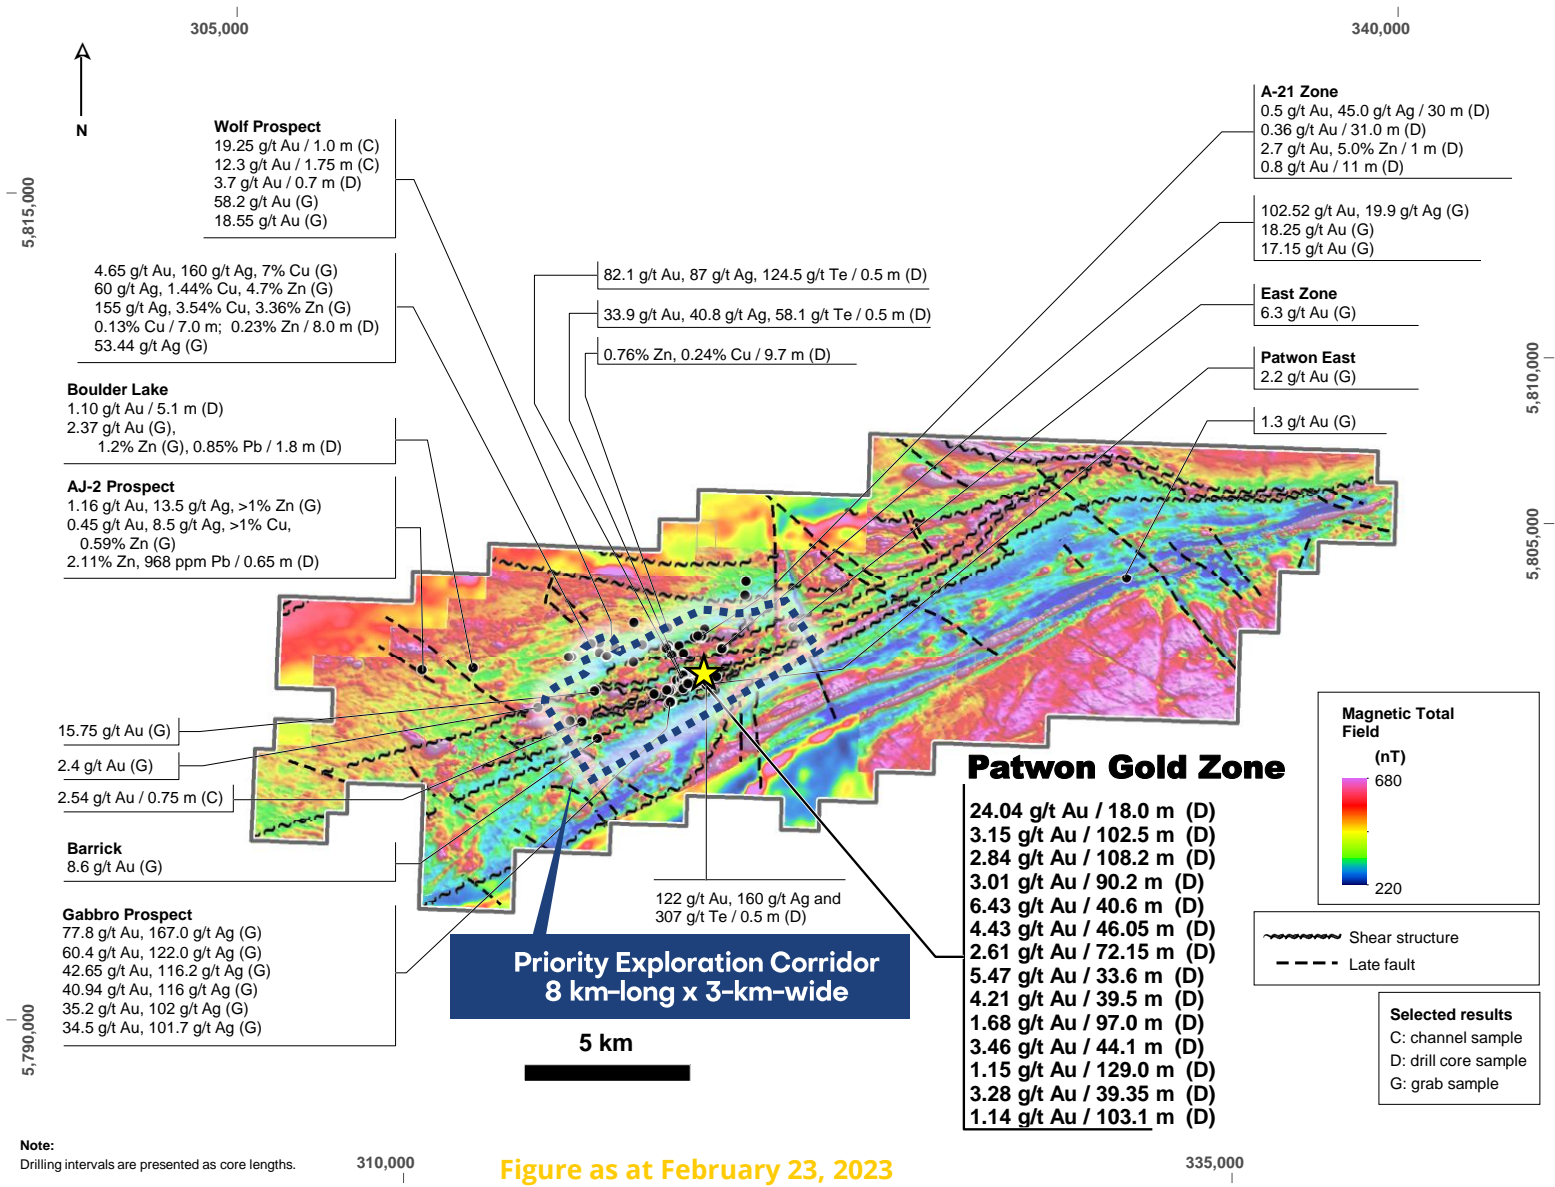 305,000
340,000
N
5,815,000
5,810,000
5,805,000
5,790,000
Wolf Prospect
19.25 g/t Au / 1.0 m (C)
12.3 g/t Au / 1.75 m (C)
3.7 g/t Au / 0.7 m (D)
58.2 g/t Au (G)
18.55 g/t Au (G)
4.65 g/t Au, 160 g/t Ag, 7% Cu (G)
60 g/t Ag, 1.44% Cu, 4.7% Zn (G)
155 g/t Ag, 3.54% Cu, 3.36% Zn (G)
0.13% Cu / 7.0 m; 0.23% Zn / 8.0 m (D)
53.44 g/t Ag (G)
Boulder Lake
1.10 g/t Au / 5.1 m (D)
2.37 g/t Au (G),
1.2% Zn (G), 0.85% Pb / 1.8 m (D)
AJ-2 Prospect
1.16 g/t Au, 13.5 g/t Ag, >1% Zn (G)
0.45 g/t Au, 8.5 g/t Ag, >1% Cu,
0.59% Zn (G)
2.11% Zn, 968 ppm Pb / 0.65 m (D)
82.1 g/t Au, 87 g/t Ag, 124.5 g/t Te / 0.5 m (D)
33.9 g/t Au, 40.8 g/t Ag, 58.1 g/t Te / 0.5 m (D)
0.76% Zn, 0.24% Cu / 9.7 m (D)
A-21 Zone
0.5 g/t Au, 45.0 g/t Ag / 30 m (D)
0.36 g/t Au / 31.0 m (D)
2.7 g/t Au, 5.0% Zn / 1 m (D)
0.8 g/t Au / 11 m (D)
102.52 g/t Au, 19.9 g/t Ag (G)
18.25 g/t Au (G)
17.15 g/t Au (G)
East Zone
6.3 g/t Au (G)
Patwon East
2.2 g/t Au (G)
1.3 g/t Au (G)
15.75 g/t Au (G)
2.4 g/t Au (G)
2.54 g/t Au / 0.75 m (C)
Barrick
8.6 g/t Au (G)
Gabbro Prospect
77.8 g/t Au, 167.0 g/t Ag (G)
60.4 g/t Au, 122.0 g/t Ag (G)
42.65 g/t Au, 116.2 g/t Ag (G)
40.94 g/t Au, 116 g/t Ag (G)
35.2 g/t Au, 102 g/t Ag (G)
34.5 g/t Au, 101.7 g/t Ag (G)
122 g/t Au, 160 g/t Ag and
307 g/t Te / 0.5 m (D)
Priority Exploration Corridor
8 km-long x 3-km-wide
5 km
Patwon Gold Zone
24.04 g/t Au / 18.0 m (D)
3.15 g/t Au / 102.5 m (D)
2.84 g/t Au / 108.2 m (D)
3.01 g/t Au / 90.2 m (D)
6.43 g/t Au / 40.6 m (D)
4.43 g/t Au / 46.05 m (D)
2.61 g/t Au / 72.15 m (D)
5.47 g/t Au / 33.6 m (D)
4.21 g/t Au / 39.5 m (D)
1.68 g/t Au / 97.0 m (D)
3.46 g/t Au / 44.1 m (D)
1.15 g/t Au / 129.0 m (D)
3.28 g/t Au / 39.35 m (D)
1.14 g/t Au / 103.1 m (D)
Magnetic Total
Field
(nT)
680
220
Shear structure
Late fault
Selected results
C: channel sample
D: drill core sample
G: grab sample
Note:
Drilling intervals are presented as core lengths.
310,000
Figure as at February 23, 2023
335,000